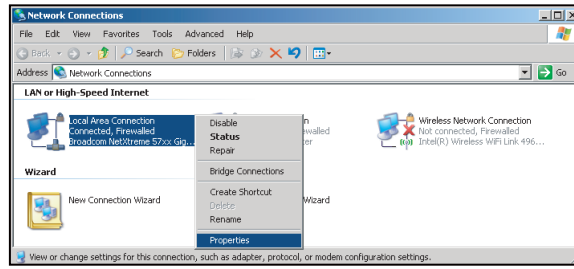 Network Connections
File Edit View Favorites Tools Advanced Help
Back Search Folders
Address Network Connections Go
LAN or High-Speed Internet
Local Area Connection
Connected, Firewalled
Broadcom NetXtreme 57xx Gig...
Disable
Status
Repair
Bridge Connections
Create Shortcut
Delete
Rename
Properties
Wireless Network Connection
Not connected, Firewalled
Intel(R) Wireless WiFi Link 496...
Wizard
New Connection Wizard
Wizard
View or change settings for this connection, such as adapter, protocol, or modem configuration settings.